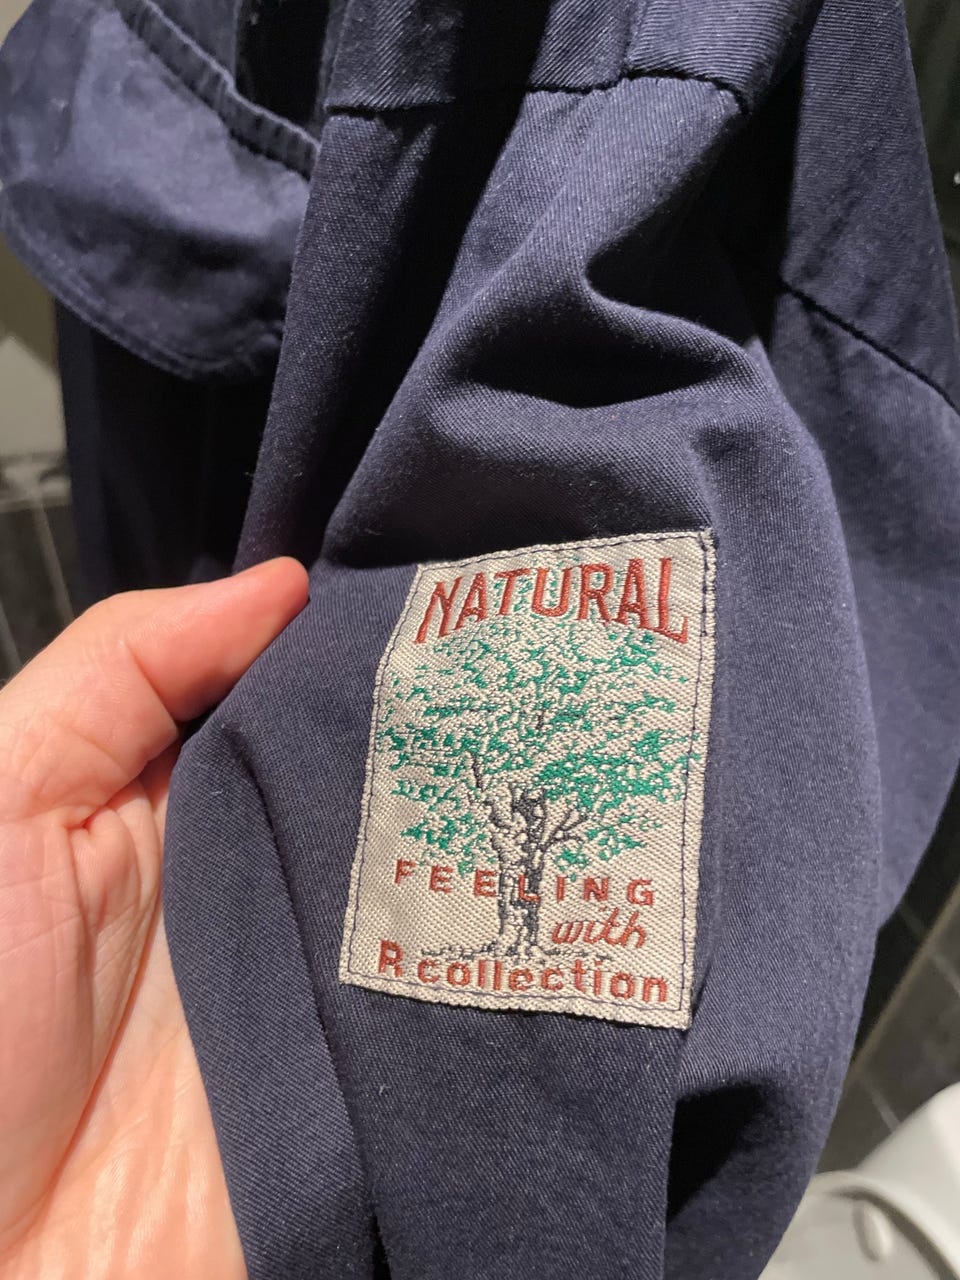 NATURAL
FEELING
with
R collection